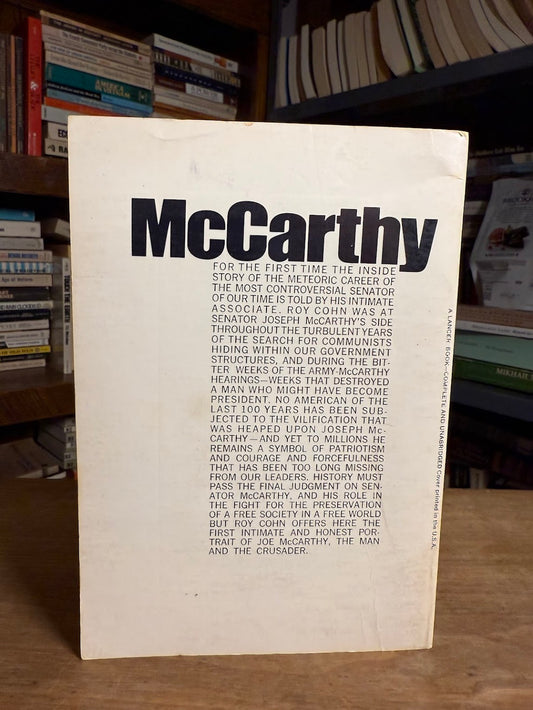 McCarthy
FOR THE FIRST TIME THE INSIDE
STORY OF THE METEORIC CAREER OF
THE MOST CONTROVERSIAL SENATOR
OF OUR TIME IS TOLD BY HIS INTIMATE
ASSOCIATE. ROY COHN WAS AT
SENATOR JOSEPH McCARTHY'S SIDE
THROUGHOUT THE TURBULENT YEARS
OF THE SEARCH FOR COMMUNISTS
HIDING WITHIN OUR GOVERNMENT
STRUCTURES, AND DURING THE BIT-
TER WEEKS OF THE ARMY-McCARTHY
HEARINGS—WEEKS THAT DESTROYED
A MAN WHO MIGHT HAVE BECOME
PRESIDENT. NO AMERICAN OF THE
LAST 100 YEARS HAS BEEN SUB-
JECTED TO THE VILIFICATION THAT
WAS HEAPED UPON JOSEPH Mc-
CARTHY—AND YET TO MILLIONS HE
REMAINS A SYMBOL OF PATRIOTISM
AND COURAGE AND FORCEFULNESS
THAT HAS BEEN TOO LONG MISSING
FROM OUR LEADERS. HISTORY MUST
PASS THE FINAL JUDGMENT ON SEN-
ATOR McCARTHY, AND HIS ROLE IN
THE FIGHT FOR THE PRESERVATION
OF A FREE SOCIETY IN A FREE WORLD
BUT ROY COHN OFFERS HERE THE
FIRST INTIMATE AND HONEST POR-
TRAIT OF JOE McCARTHY, THE MAN
AND THE CRUSADER.
A LANCER BOOK—COMPLETE AND UNABRIDGED Cover printed in the U.S.A.
AMERICA IN VIETNAM
MIKHAIL